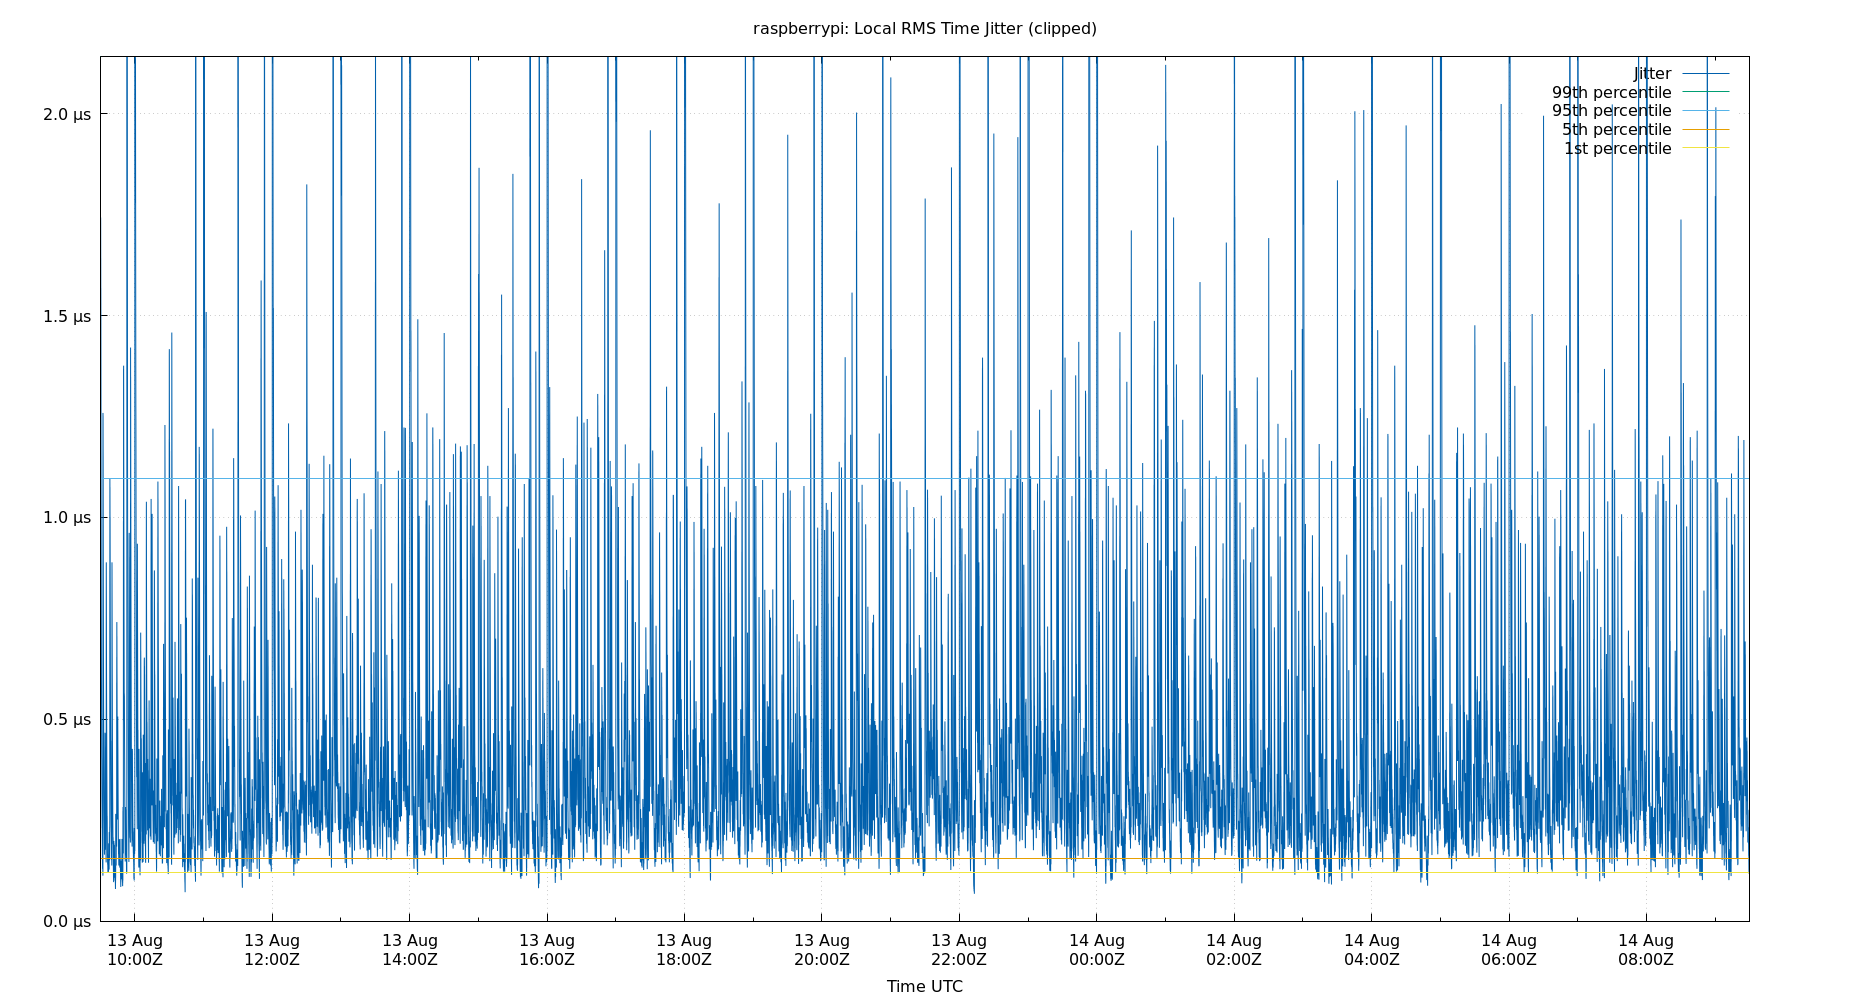 raspberrypi: Local RMS Time Jitter (clipped)
Jitter
99th percentile
95th percentile
5th percentile
1st percentile
2.0 µs
1.5 µs
1.0 µs
0.5 µs
0.0 µs
13 Aug 13 Aug 13 Aug 13 Aug 13 Aug 13 Aug 13 Aug 14 Aug 14 Aug 14 Aug 14 Aug 14 Aug
10:00Z 12:00Z 14:00Z 16:00Z 18:00Z 20:00Z 22:00Z 00:00Z 02:00Z 04:00Z 06:00Z 08:00Z
Time UTC